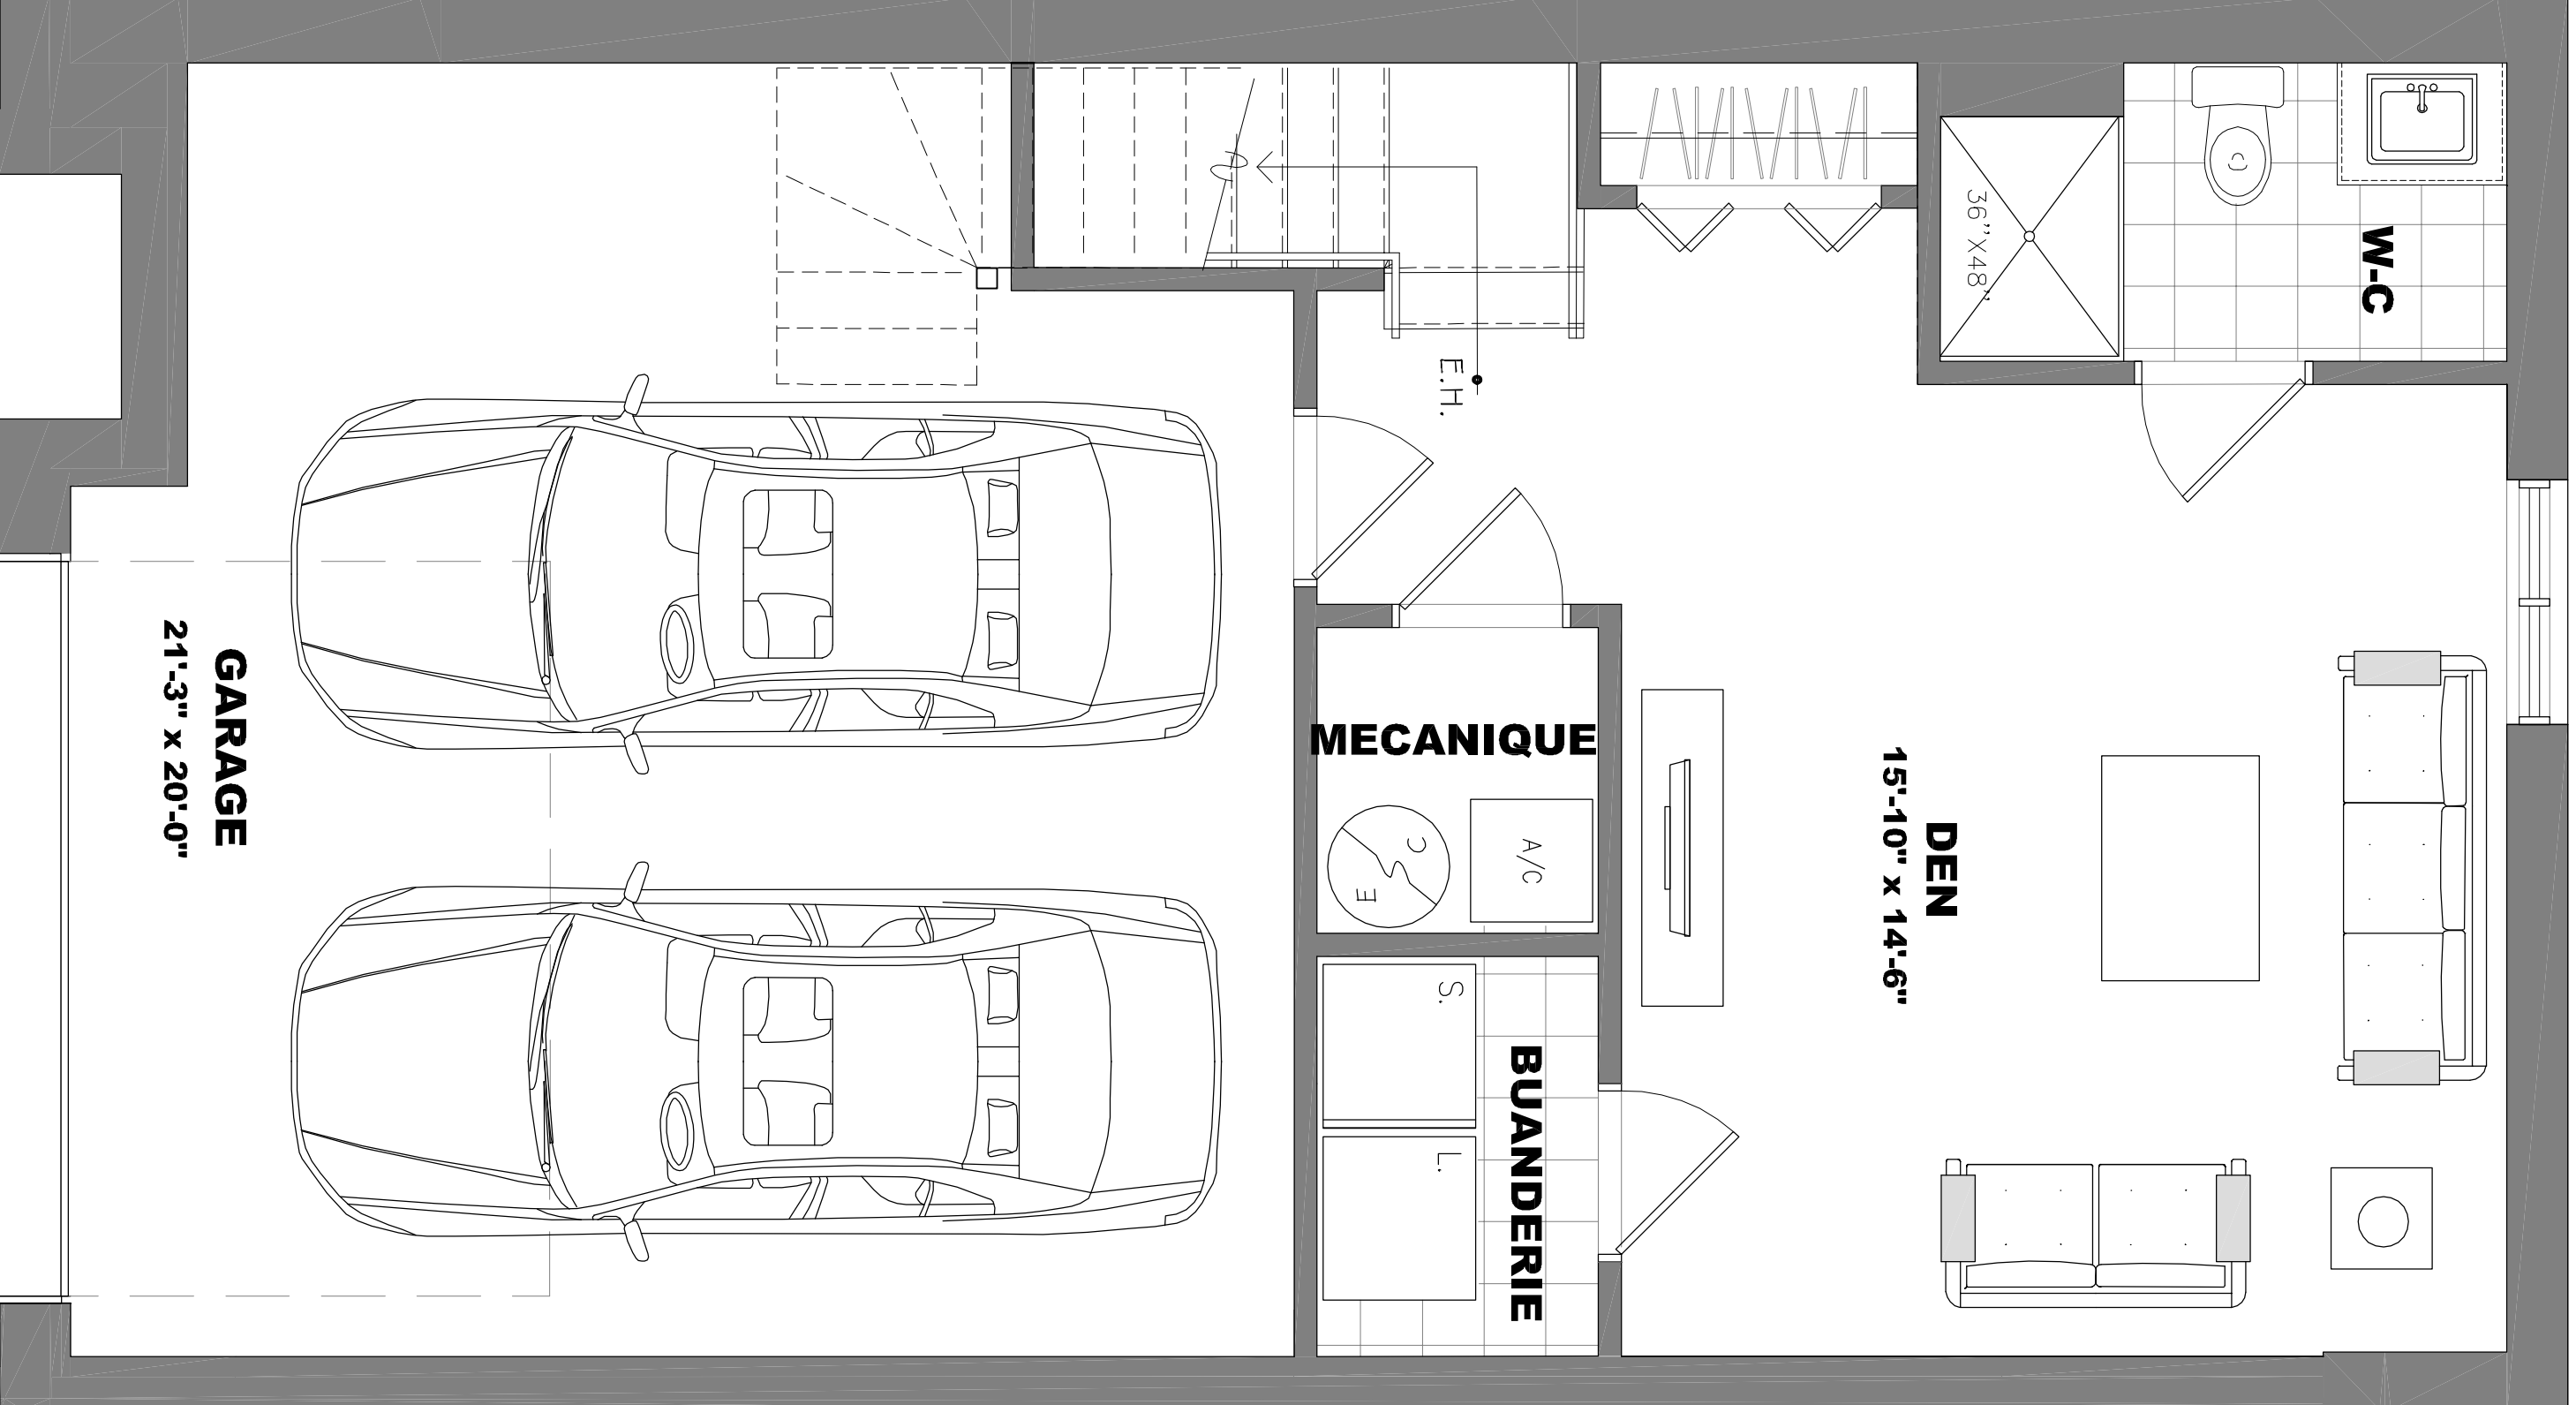 GARAGE
21'-3" x 20'-0"
E.H.
MECANIQUE
C
E
A/C
S.
L.
BUANDERIE
DEN
15'-10" x 14'-6"
36"X48"
W-C